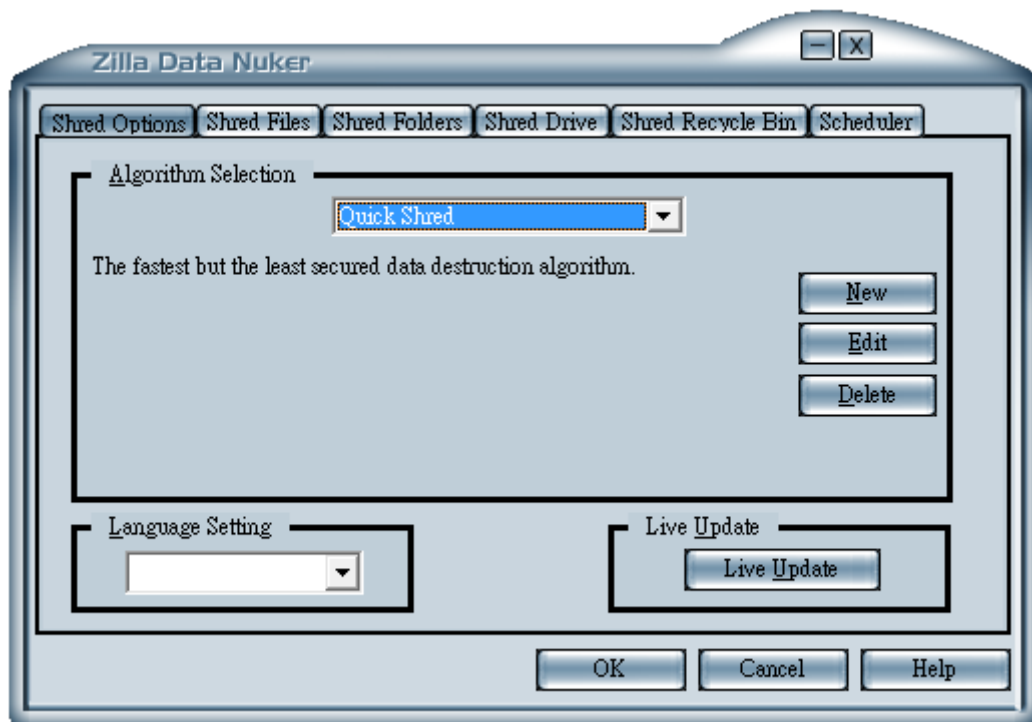 Zilla Data Nuker
Shred Options Shred Files Shred Folders Shred Drive Shred Recycle Bin Scheduler
Algorithm Selection
Quick Shred
The fastest but the least secured data destruction algorithm.
New
Edit
Delete
Language Setting
Live Update
Live Update
OK Cancel Help